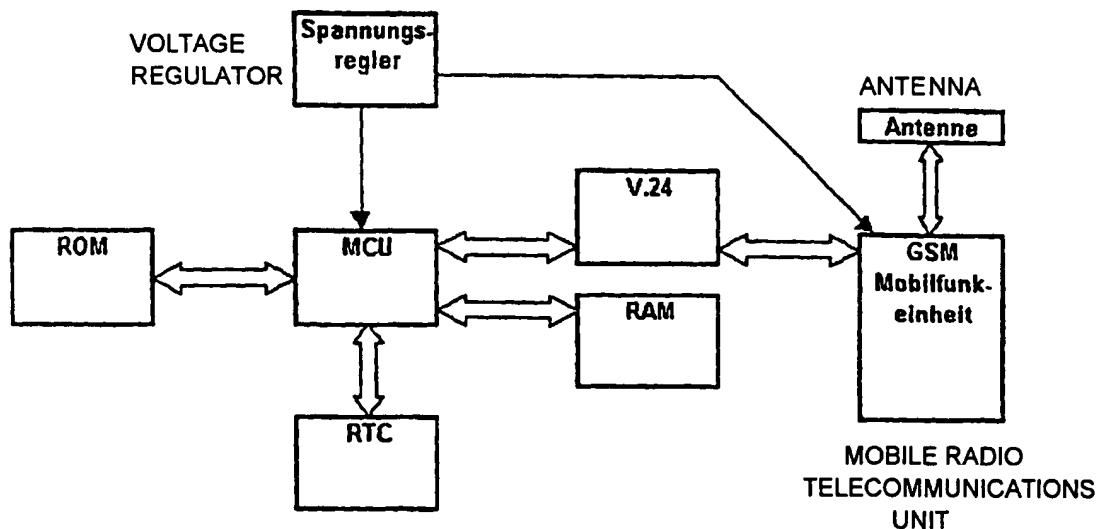 VOLTAGE
REGULATOR
Spannungs-
regler
ANTENNA
Antenne
V.24
ROM
MCU
GSM
Mobilfunk-
einheit
RAM
RTC
MOBILE RADIO
TELECOMMUNICATIONS
UNIT